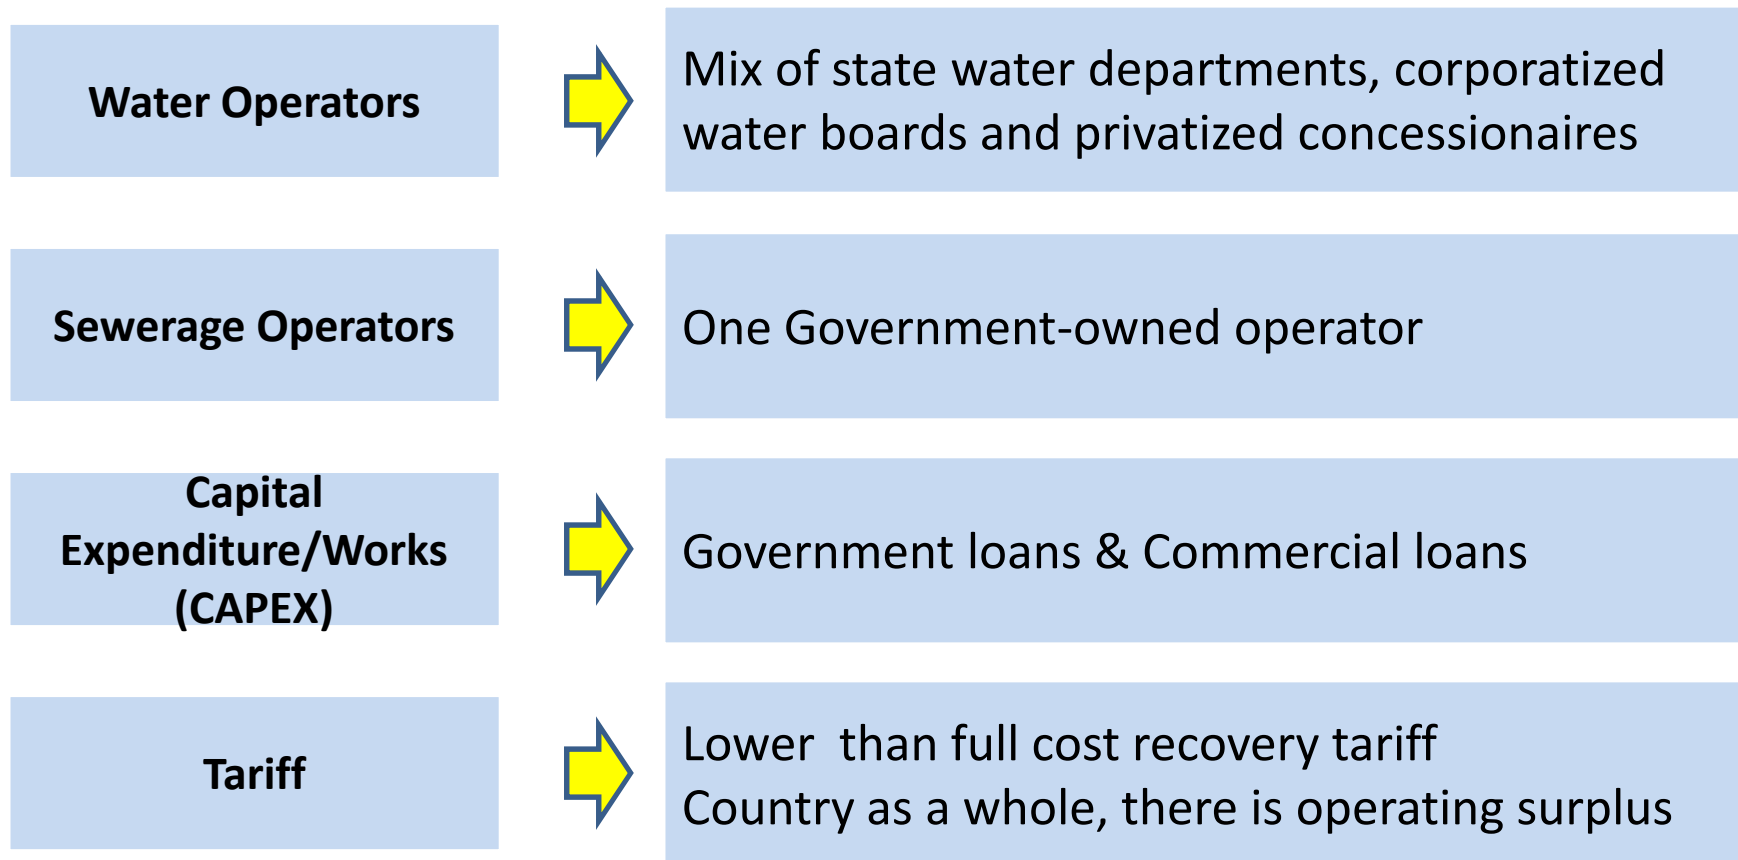 Water Operators
Mix of state water departments, corporatized
water boards and privatized concessionaires
Sewerage Operators
One Government-owned operator
Capital
Expenditure/Works
(CAPEX)
Government loans & Commercial loans
Tariff
Lower  than full cost recovery tariff
Country as a whole, there is operating surplus